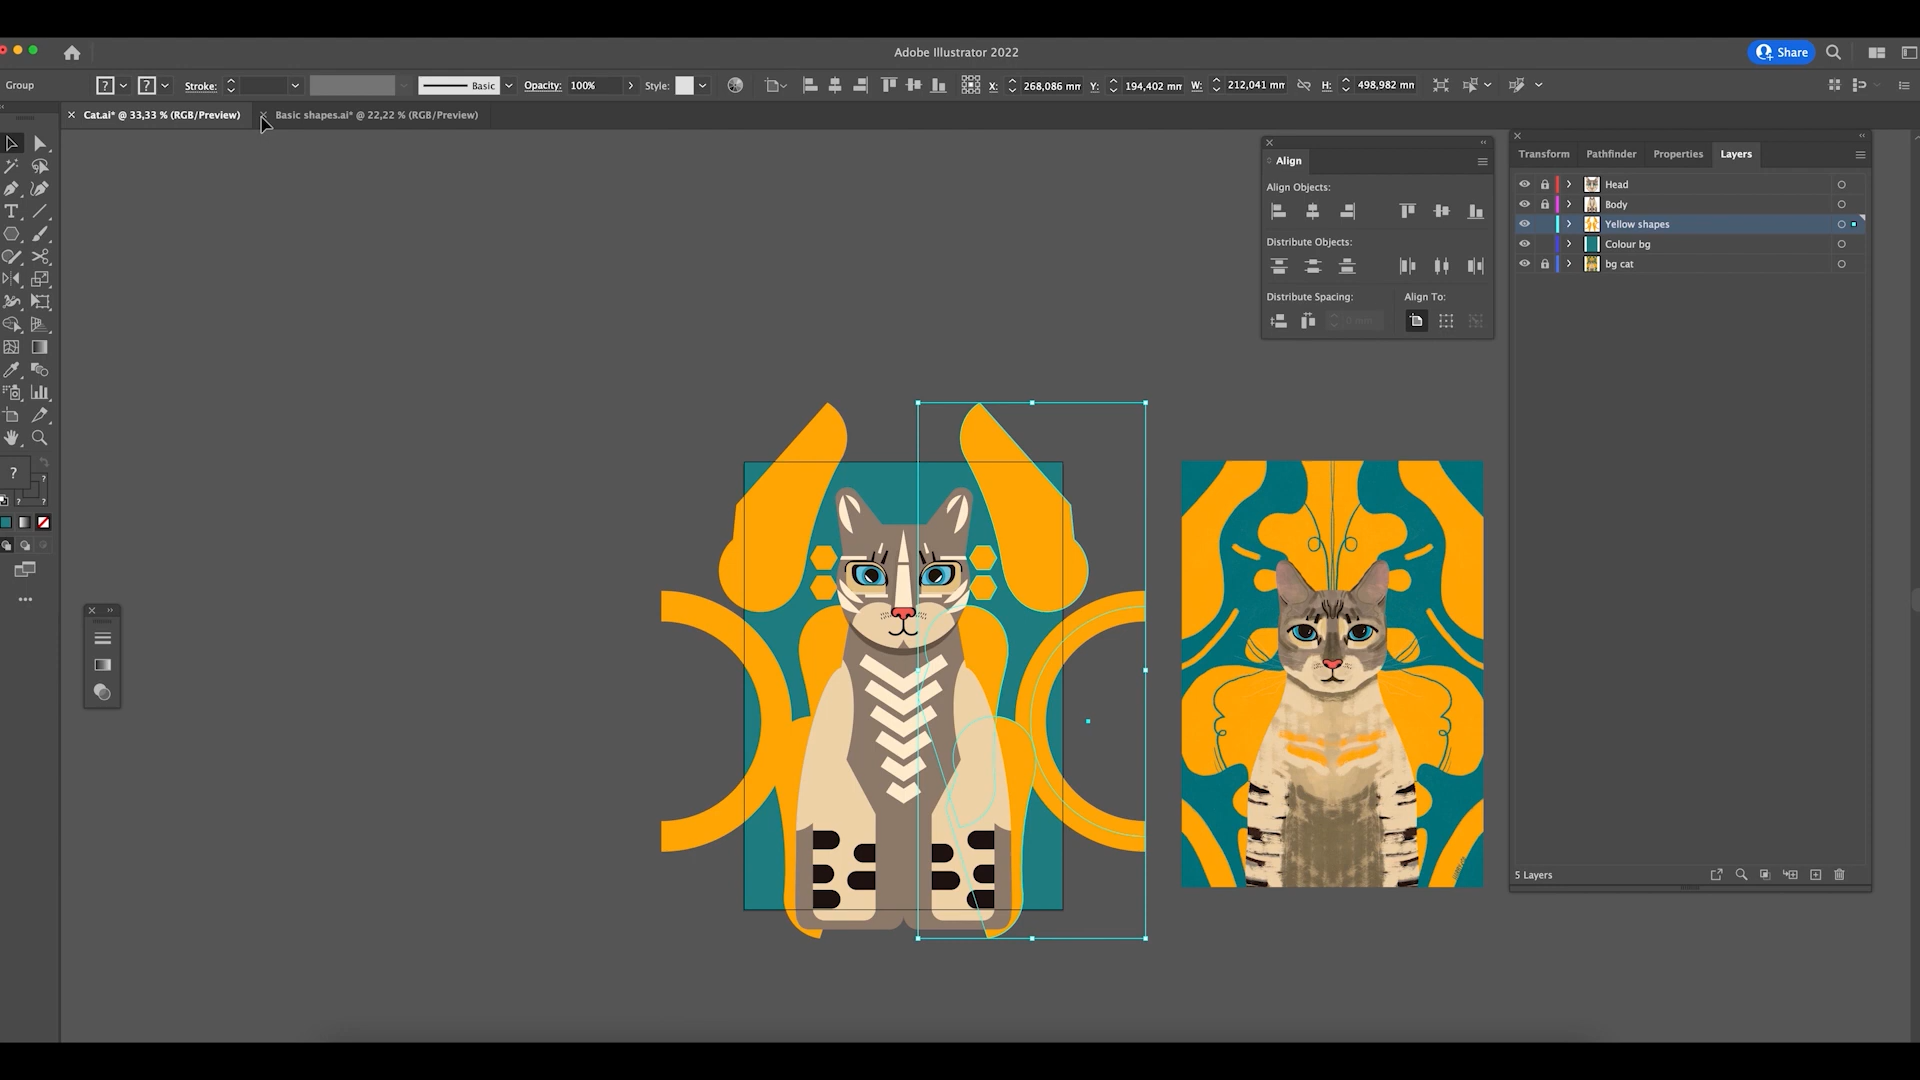 Adobe Illustrator 2022
Share
Group
Stroke:
Basic
Opacity: 100%
Style:
X: 268,086 mm
Y: 194,402 mm
W: 212,041 mm
H: 498,982 mm
Cat.ai* @ 33,33 % (RGB/Preview)
Basic shapes.ai* @ 22,22 % (RGB/Preview)
Align
Align Objects:
Distribute Objects:
Distribute Spacing:
Align To:
0 mm
Transform
Pathfinder
Properties
Layers
Head
Body
Yellow shapes
Colour bg
bg cat
5 Layers